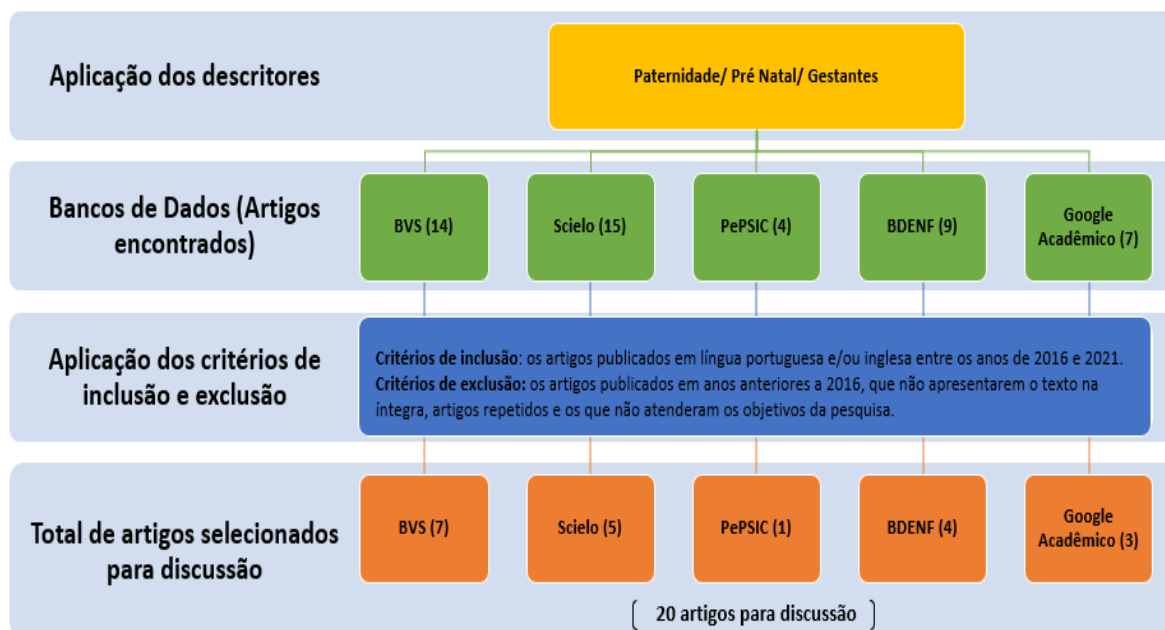 Aplicação dos descritores
Paternidade/ Pré Natal/ Gestantes
Bancos de Dados (Artigos
encontrados)
BVS (14)
Scielo (15)
PePSIC (4)
BDENF (9)
Google
Acadêmico (7)
Aplicação dos critérios de
inclusão e exclusão
Critérios de inclusão: os artigos publicados em língua portuguesa e/ou inglesa entre os anos de 2016 e 2021.
Critérios de exclusão: os artigos publicados em anos anteriores a 2016, que não apresentarem o texto na
íntegra, artigos repetidos e os que não atenderam os objetivos da pesquisa.
Total de artigos selecionados
para discussão
BVS (7)
Scielo (5)
PePSIC (1)
BDENF (4)
Google
Acadêmico (3)
20 artigos para discussão